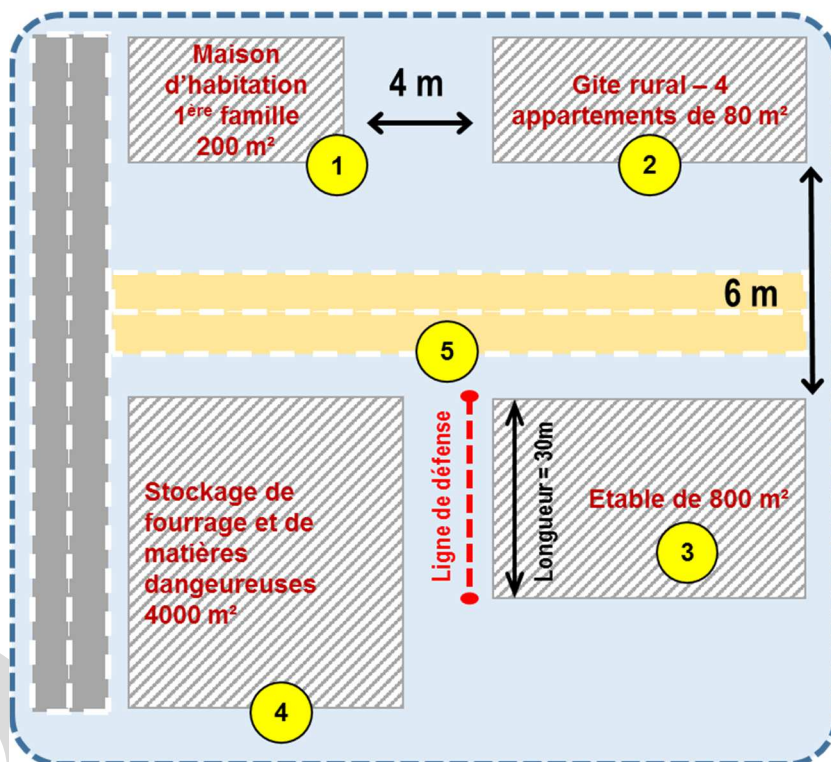 Maison
d'habitation
1ère famille
200 m²
1
4 m
Gite rural – 4
appartements de 80 m²
2
6 m
5
Ligne de défense
Longueur = 30m
Stockage de
fourrage et de
matières
dangeureuses
4000 m²
4
Etable de 800 m²
3